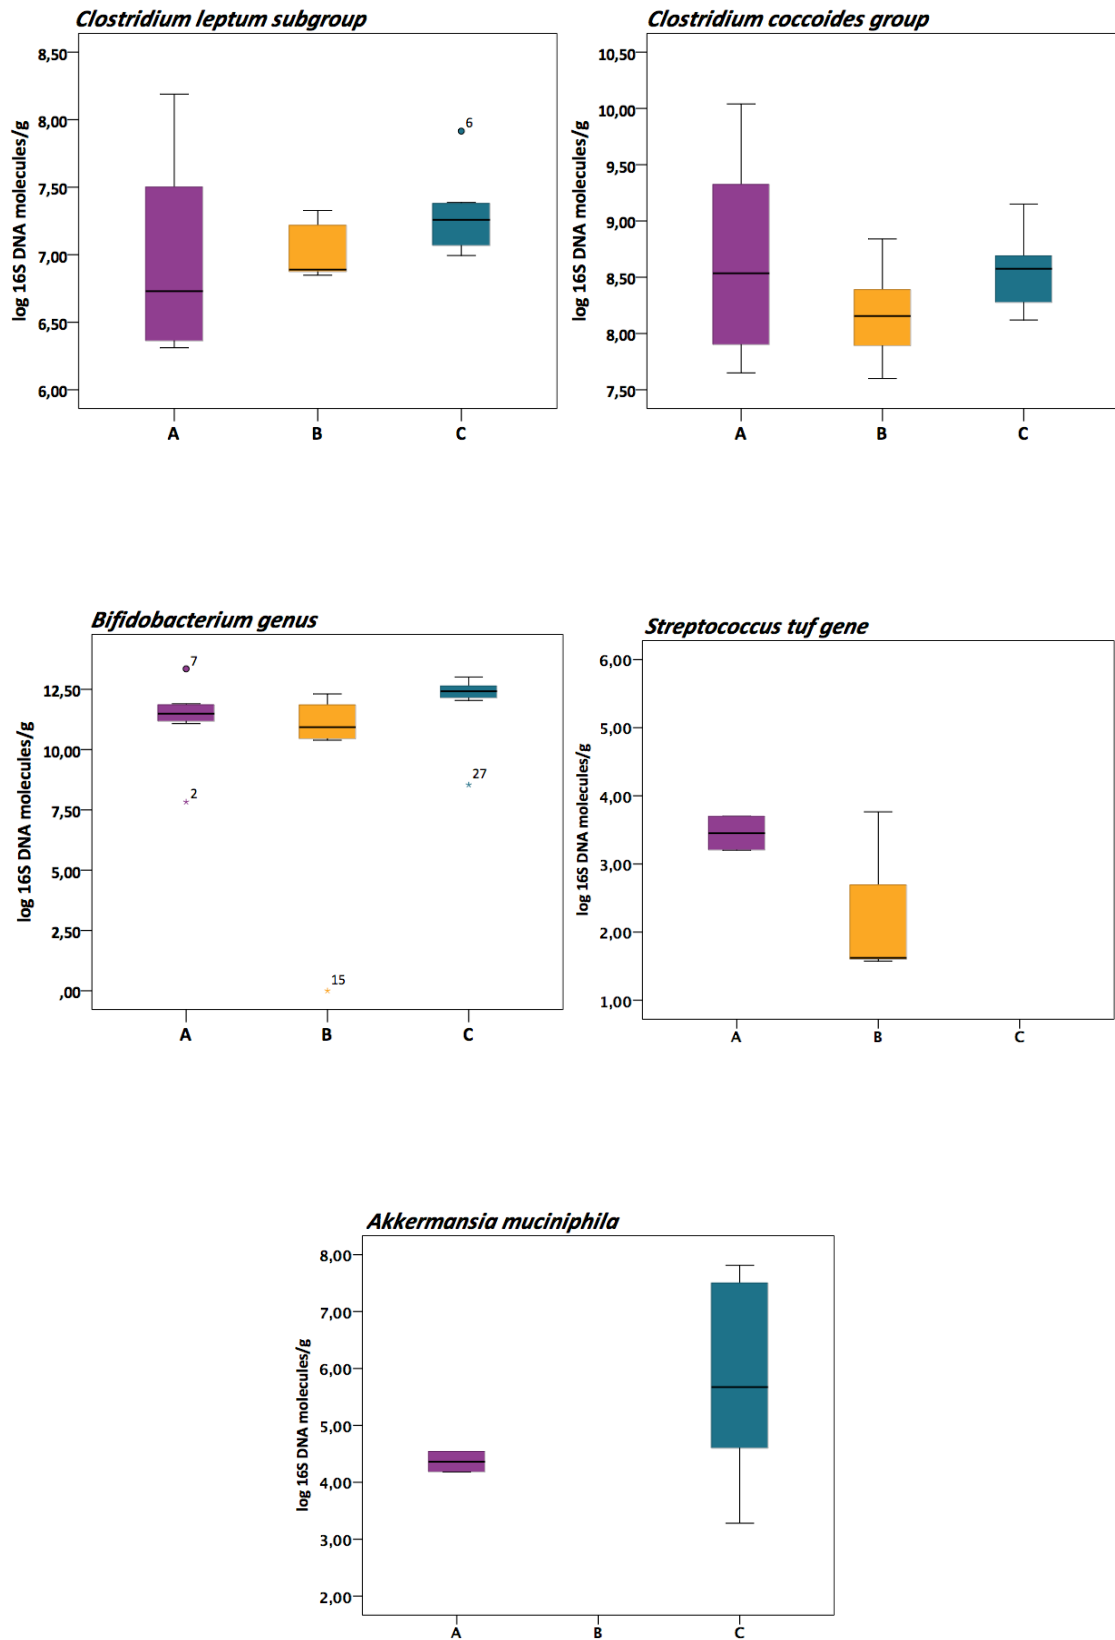 Clostridium leptum subgroup
log 16S DNA molecules/g
8,50
8,00
7,50
7,00
6,50
6,00
6
A B C
Clostridium coccoides group
log 16S DNA molecules/g
10,50
10,00
9,50
9,00
8,50
8,00
7,50
A B C
Bifidobacterium genus
log 16S DNA molecules/g
12,50
10,00
7,50
5,00
2,50
,00
7
2
15
27
A B C
Streptococcus tuf gene
log 16S DNA molecules/g
6,00
5,00
4,00
3,00
2,00
1,00
A B C
Akkermansia muciniphila
log 16S DNA molecules/g
8,00
7,00
6,00
5,00
4,00
3,00
2,00
A B C